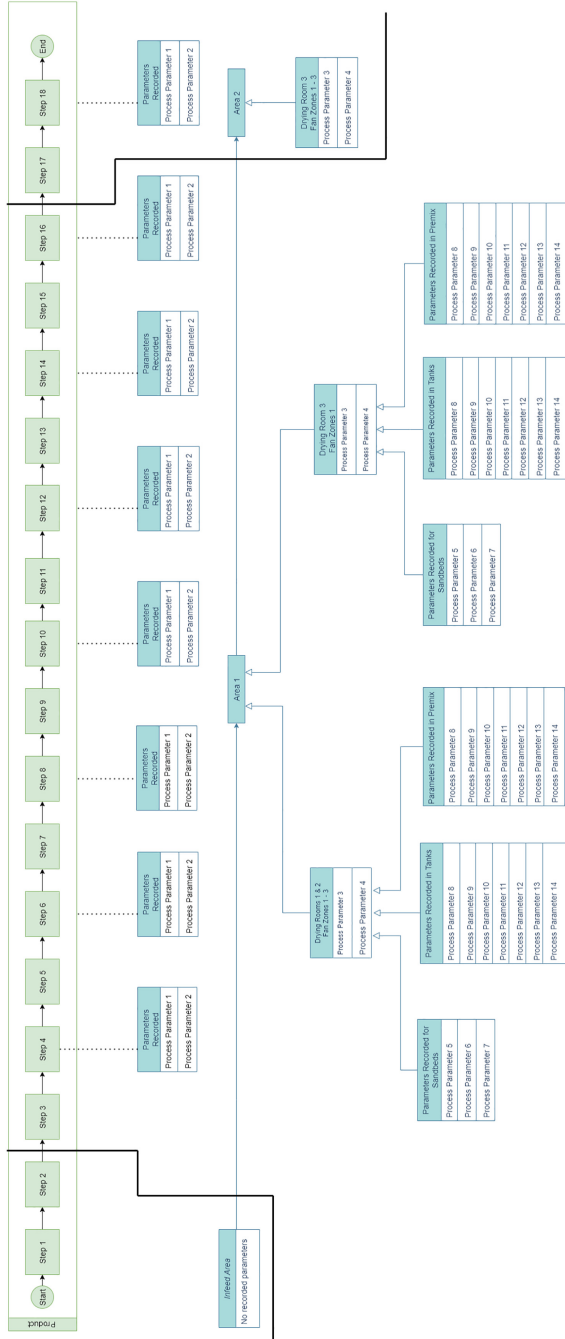 Product
Start
Step 1
Step 2
Step 3
Step 4
Step 5
Step 6
Step 7
Step 8
Step 9
Step 10
Step 11
Step 12
Step 13
Step 14
Step 15
Step 16
Step 17
Step 18
End
Parameters
Recorded
Process Parameter 1
Process Parameter 2
Parameters
Recorded
Process Parameter 1
Process Parameter 2
Parameters
Recorded
Process Parameter 1
Process Parameter 2
Parameters
Recorded
Process Parameter 1
Process Parameter 2
Parameters
Recorded
Process Parameter 1
Process Parameter 2
Parameters
Recorded
Process Parameter 1
Process Parameter 2
Parameters
Recorded
Process Parameter 1
Process Parameter 2
Parameters
Recorded
Process Parameter 1
Process Parameter 2
Infeed Area
No recorded parameters
Area 1
Area 2
Drying Rooms 1 & 2
Fan Zones 1 - 3
Process Parameter 3
Process Parameter 4
Drying Room 3
Fan Zones 1
Process Parameter 3
Process Parameter 4
Drying Room 3
Fan Zones 1 - 3
Process Parameter 3
Process Parameter 4
Parameters Recorded for
Sandbeds
Process Parameter 5
Process Parameter 6
Process Parameter 7
Parameters Recorded in Tanks
Process Parameter 8
Process Parameter 9
Process Parameter 10
Process Parameter 11
Process Parameter 12
Process Parameter 13
Process Parameter 14
Parameters Recorded in Premix
Process Parameter 8
Process Parameter 9
Process Parameter 10
Process Parameter 11
Process Parameter 12
Process Parameter 13
Process Parameter 14
Parameters Recorded for
Sandbeds
Process Parameter 5
Process Parameter 6
Process Parameter 7
Parameters Recorded in Tanks
Process Parameter 8
Process Parameter 9
Process Parameter 10
Process Parameter 11
Process Parameter 12
Process Parameter 13
Process Parameter 14
Parameters Recorded in Premix
Process Parameter 8
Process Parameter 9
Process Parameter 10
Process Parameter 11
Process Parameter 12
Process Parameter 13
Process Parameter 14